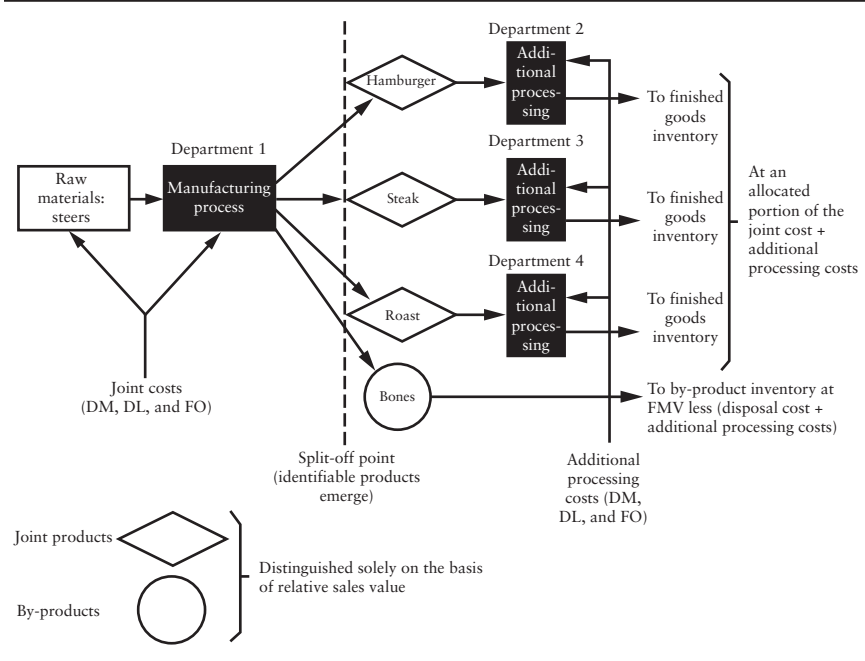 Department 2
Hamburger
Addi-
tional
proces-
sing
To finished
goods
inventory
Department 1
Raw
materials:
steers
Manufacturing
process
Department 3
Steak
Addi-
tional
proces-
sing
To finished
goods
inventory
At an
allocated
portion of the
joint cost +
additional
processing costs
Department 4
Roast
Addi-
tional
proces-
sing
To finished
goods
inventory
Joint costs
(DM, DL, and FO)
Bones
To by-product inventory at
FMV less (disposal cost +
additional processing costs)
Split-off point
(identifiable products
emerge)
Additional
processing
costs (DM,
DL, and FO)
Joint products
By-products
Distinguished solely on the basis
of relative sales value